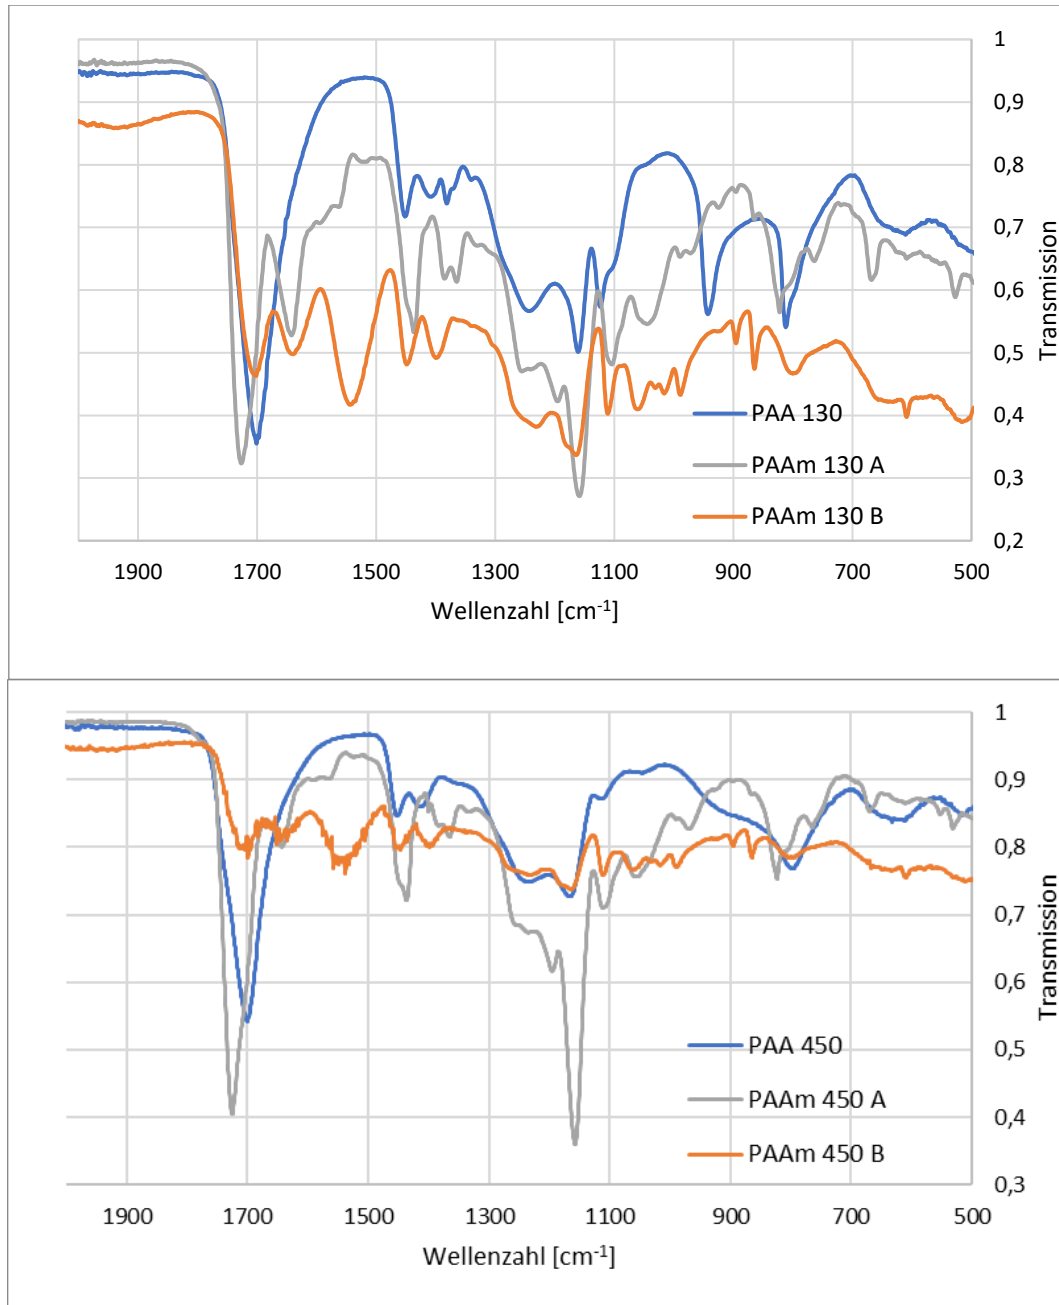 1
0,9
0,8
0,7
0,6
0,5
0,4
0,3
0,2
Transmission
PAA 130
PAAm 130 A
PAAm 130 B
1900 1700 1500 1300 1100 900 700 500
Wellenzahl [cm⁻¹]
1
0,9
0,8
0,7
0,6
0,5
0,4
0,3
Transmission
PAA 450
PAAm 450 A
PAAm 450 B
1900 1700 1500 1300 1100 900 700 500
Wellenzahl [cm⁻¹]